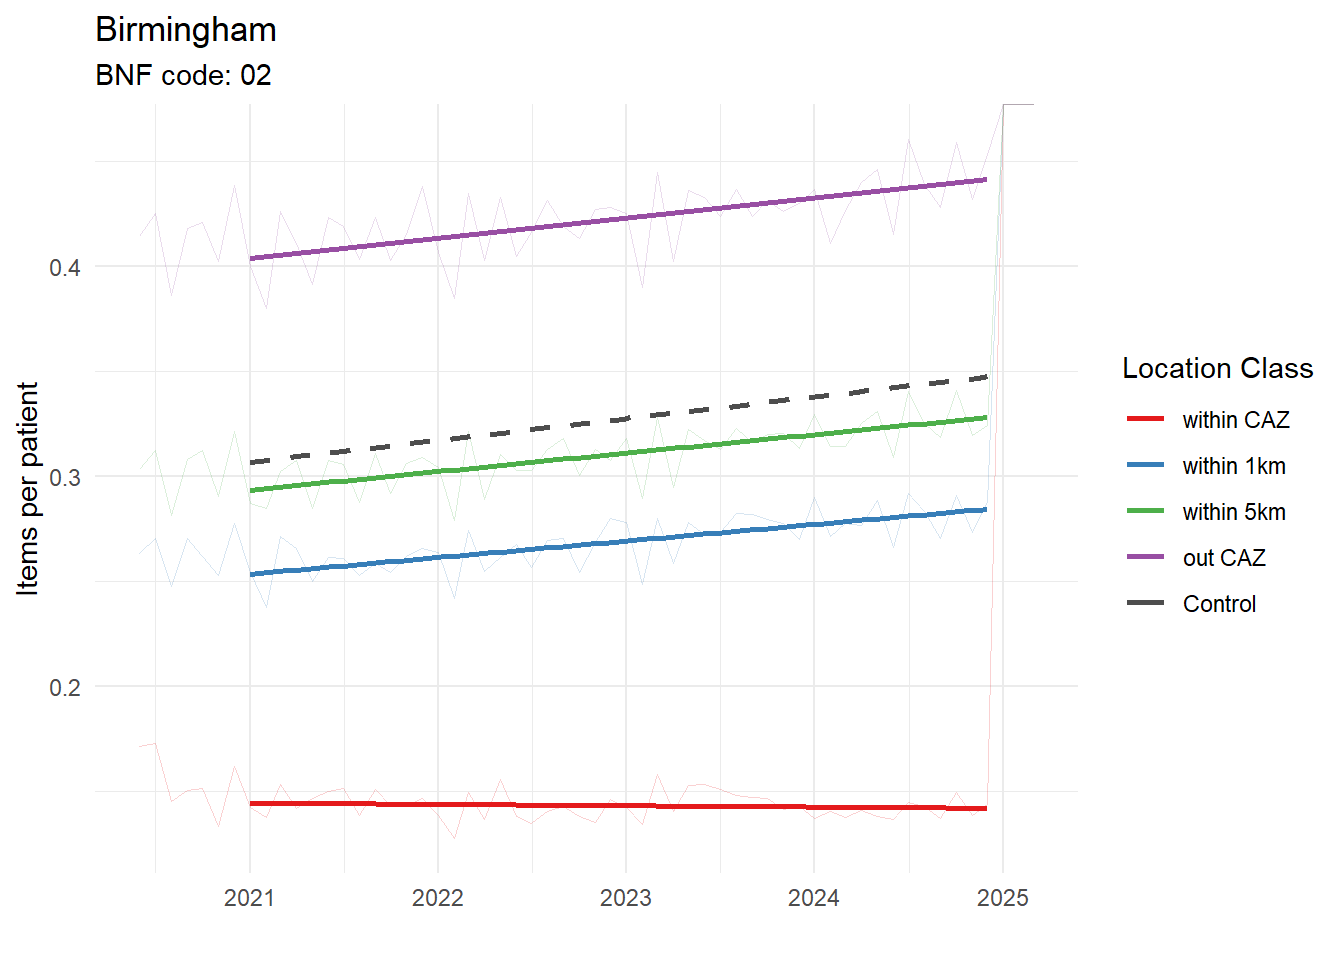 Birmingham
BNF code: 02
Items per patient
0.4
0.3
0.2
2021
2022
2023
2024
2025
Location Class
within CAZ
within 1km
within 5km
out CAZ
Control